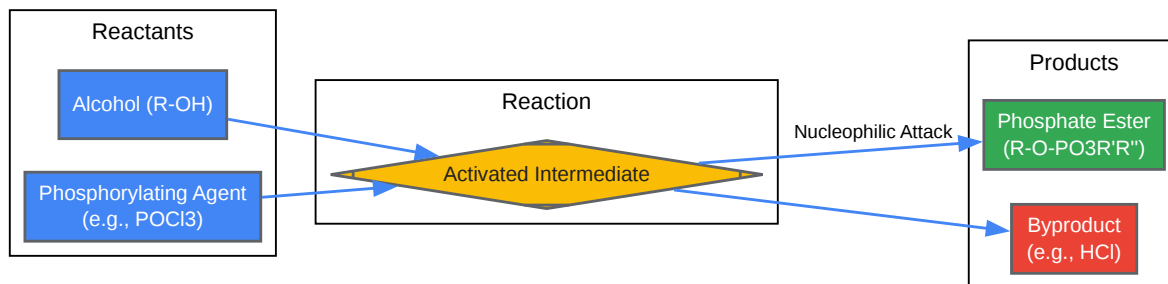 Reactants
Alcohol (R-OH)
Phosphorylating Agent
(e.g., POCl3)
Reaction
Activated Intermediate
Nucleophilic Attack
Products
Phosphate Ester
(R-O-PO3R'R'')
Byproduct
(e.g., HCl)